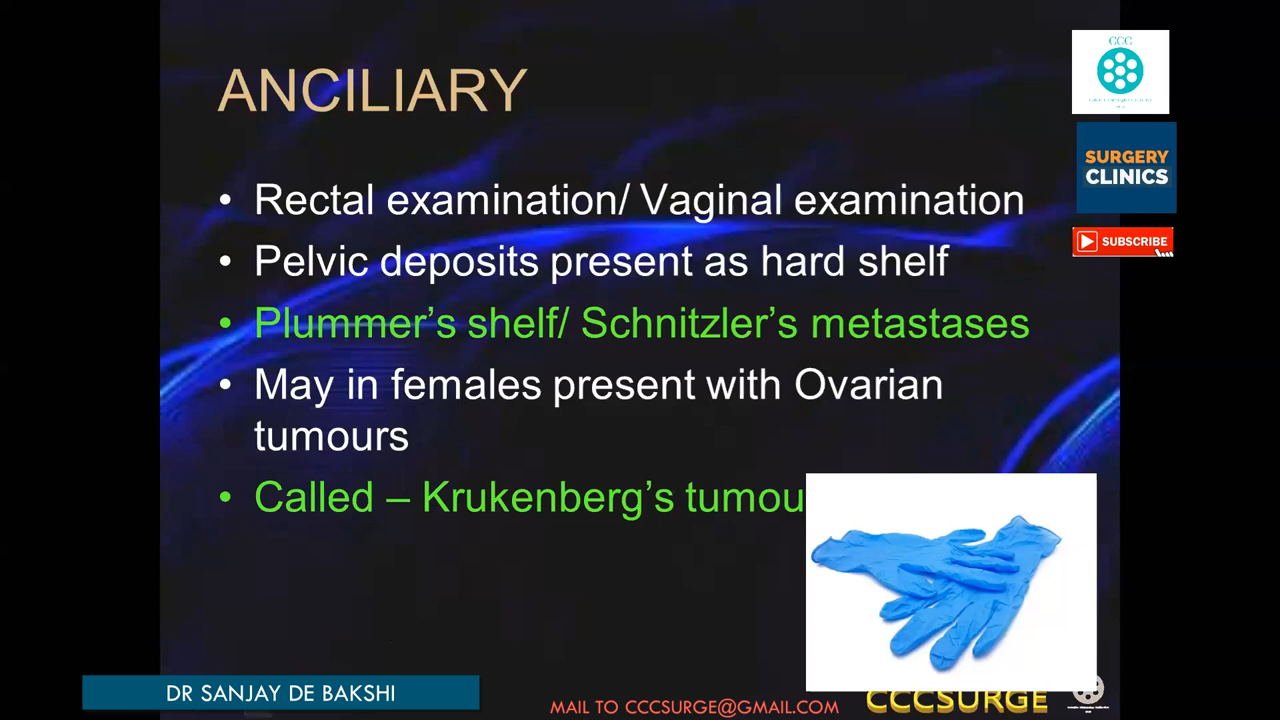 ANCILIARY
CCC
SURGERY
CLINICS
SUBSCRIBE
• Rectal examination/ Vaginal examination
• Pelvic deposits present as hard shelf
• Plummer’s shelf/ Schnitzler’s metastases
• May in females present with Ovarian
tumours
• Called – Krukenberg’s tumou
DR SANJAY DE BAKSHI
MAIL TO CCCSURGE@GMAIL.COM
CCCSURGE